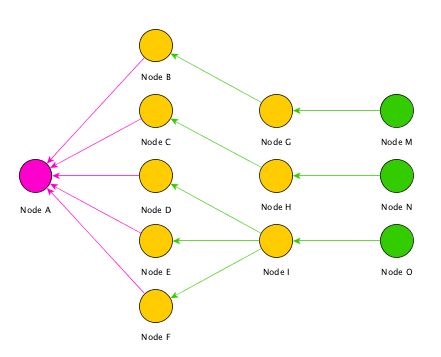 Node B
Node C
Node G
Node M
Node A
Node D
Node H
Node N
Node E
Node I
Node O
Node F